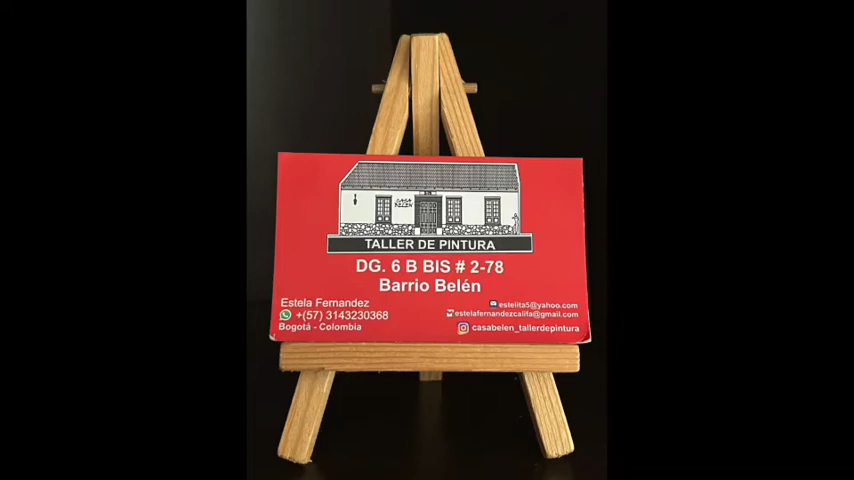 CASA
BELEN
TALLER DE PINTURA
DG. 6 B BIS # 2-78
Barrio Belén
Estela Fernandez
+(57) 3143230368
Bogotá - Colombia
estelita5@yahoo.com
estelafernandezcalifa@gmail.com
casabelen_tallerdepintura